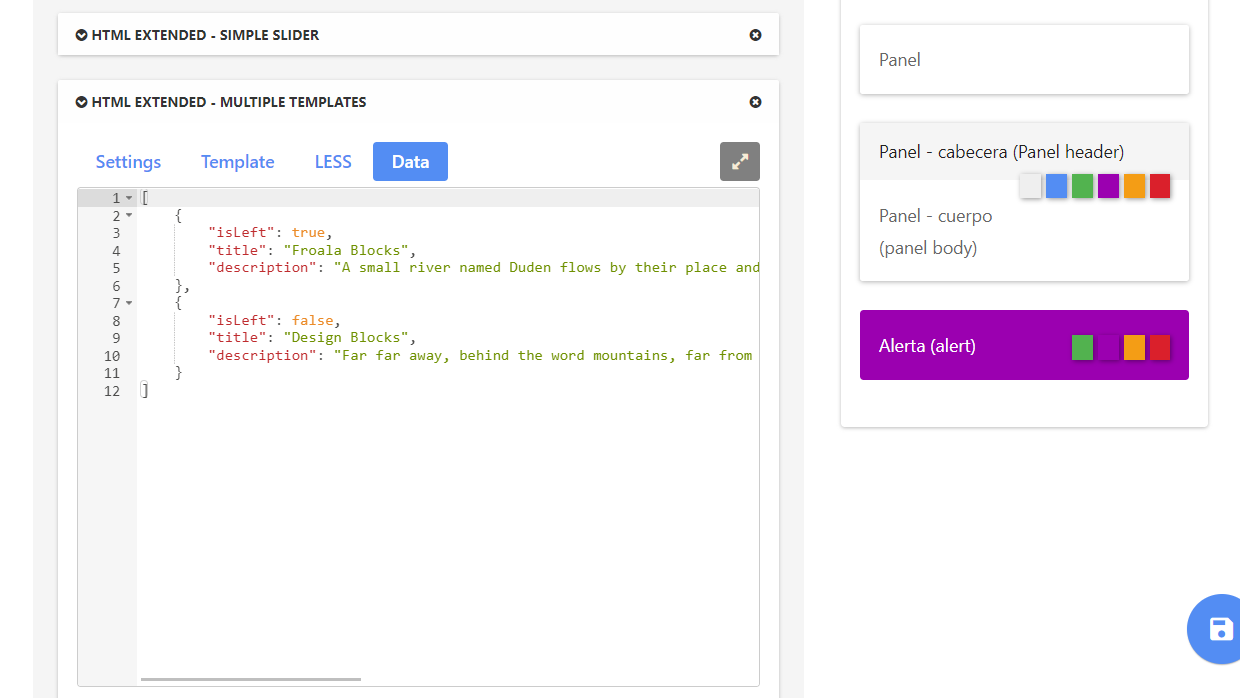 HTML EXTENDED - SIMPLE SLIDER
HTML EXTENDED - MULTIPLE TEMPLATES
Settings Template LESS Data
1 [
2 {
3 "isLeft": true,
4 "title": "Froala Blocks",
5 "description": "A small river named Duden flows by their place and
6 },
7 {
8 "isLeft": false,
9 "title": "Design Blocks",
10 "description": "Far far away, behind the word mountains, far from
11 }
12 ]
Panel
Panel - cabecera (Panel header)
Panel - cuerpo
(panel body)
Alerta (alert)